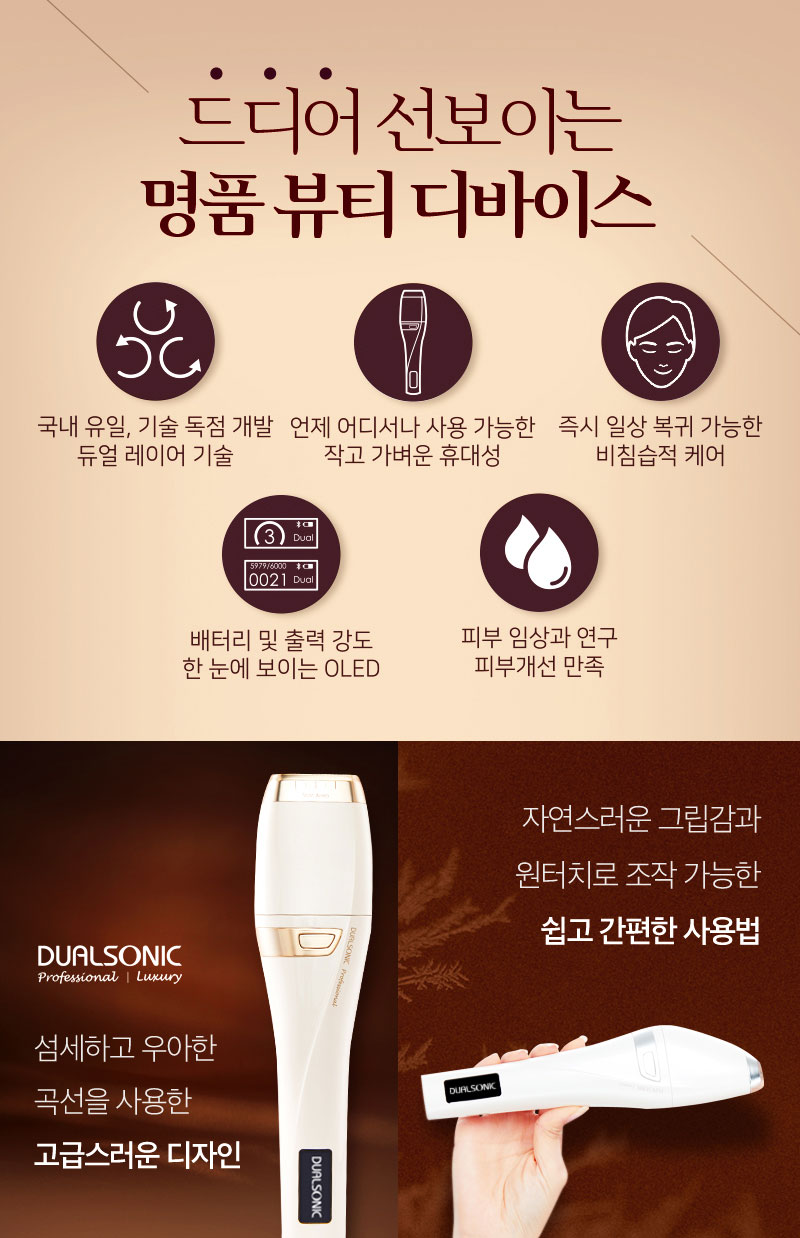 드디어 선보이는
명품 뷰티 디바이스
국내 유일, 기술 독점 개발
듀얼 레이어 기술
언제 어디서나 사용 가능한
작고 가벼운 휴대성
즉시 일상 복귀 가능한
비침습적 케어
3 Dual
5979/6000
0021 Dual
배터리 및 출력 강도
한 눈에 보이는 OLED
피부 임상과 연구
피부개선 만족
DUALSONIC
Professional | Luxury
섬세하고 우아한
곡선을 사용한
고급스러운 디자인
DUALSONIC Professional
DUALSONIC
자연스러운 그립감과
원터치로 조작 가능한
쉽고 간편한 사용법
DUALSONIC